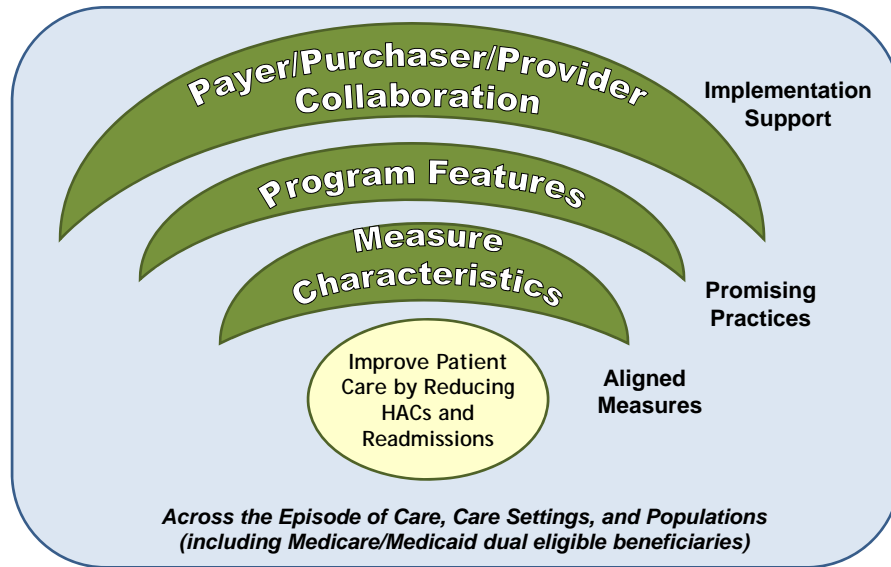 Payer/Purchaser/Provider
Collaboration
Implementation
Support
Program Features
Measure
Characteristics
Promising
Practices
Improve Patient
Care by Reducing
HACs and
Readmissions
Aligned
Measures
Across the Episode of Care, Care Settings, and Populations
(including Medicare/Medicaid dual eligible beneficiaries)